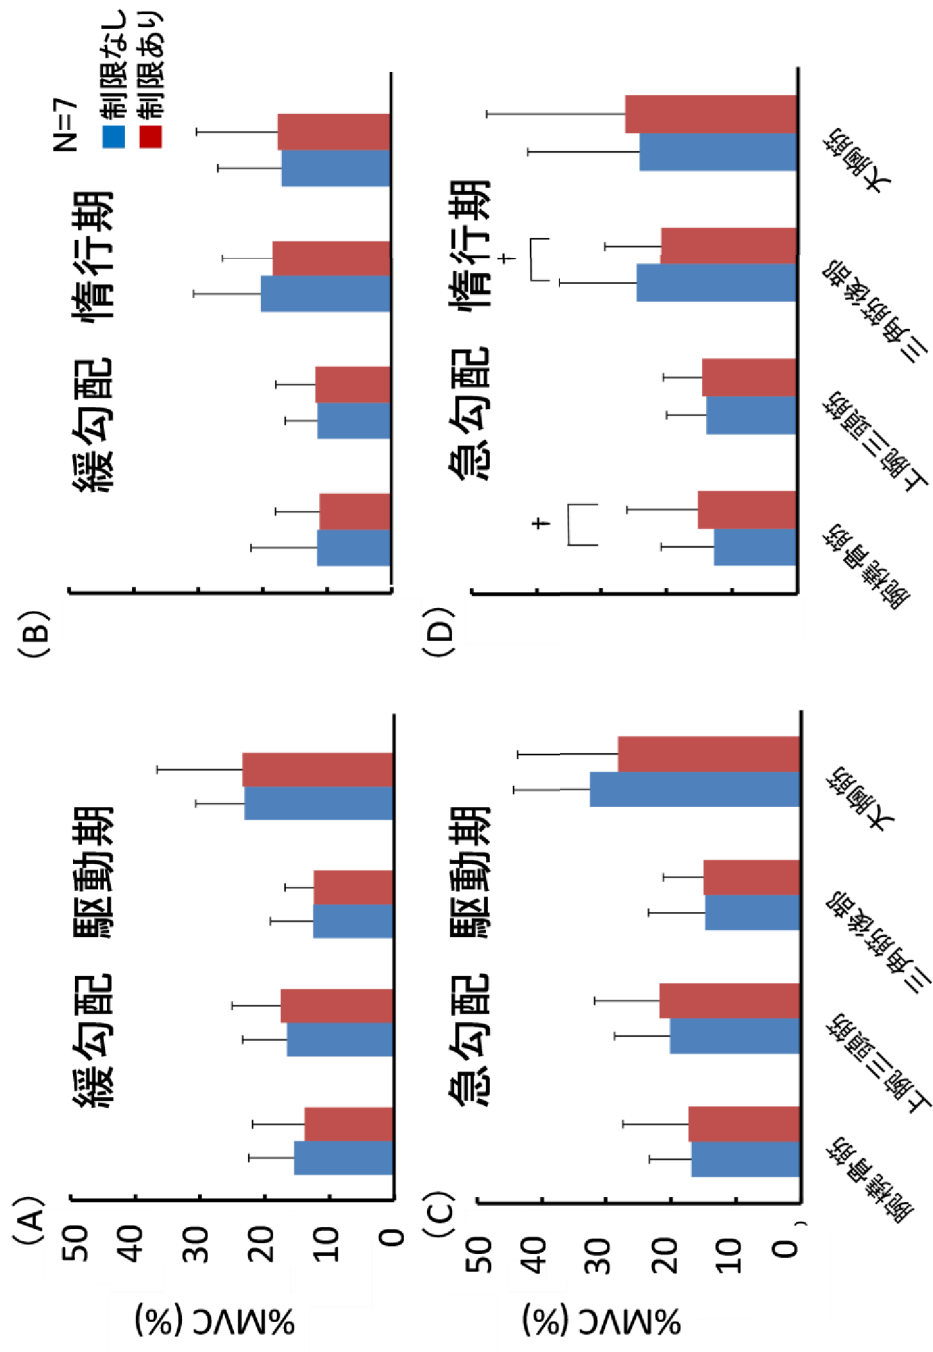 (A)
緩勾配 駆動期
50
40
30
20
10
0
%MVC (%)
(B)
緩勾配 惰行期
N=7
制限なし
制限あり
(C)
急勾配 駆動期
50
40
30
20
10
0
%MVC (%)
腕橈骨筋
上腕三頭筋
三角筋後部
大胸筋
(D)
急勾配 惰行期
†
†
腕橈骨筋
上腕三頭筋
三角筋後部
大胸筋